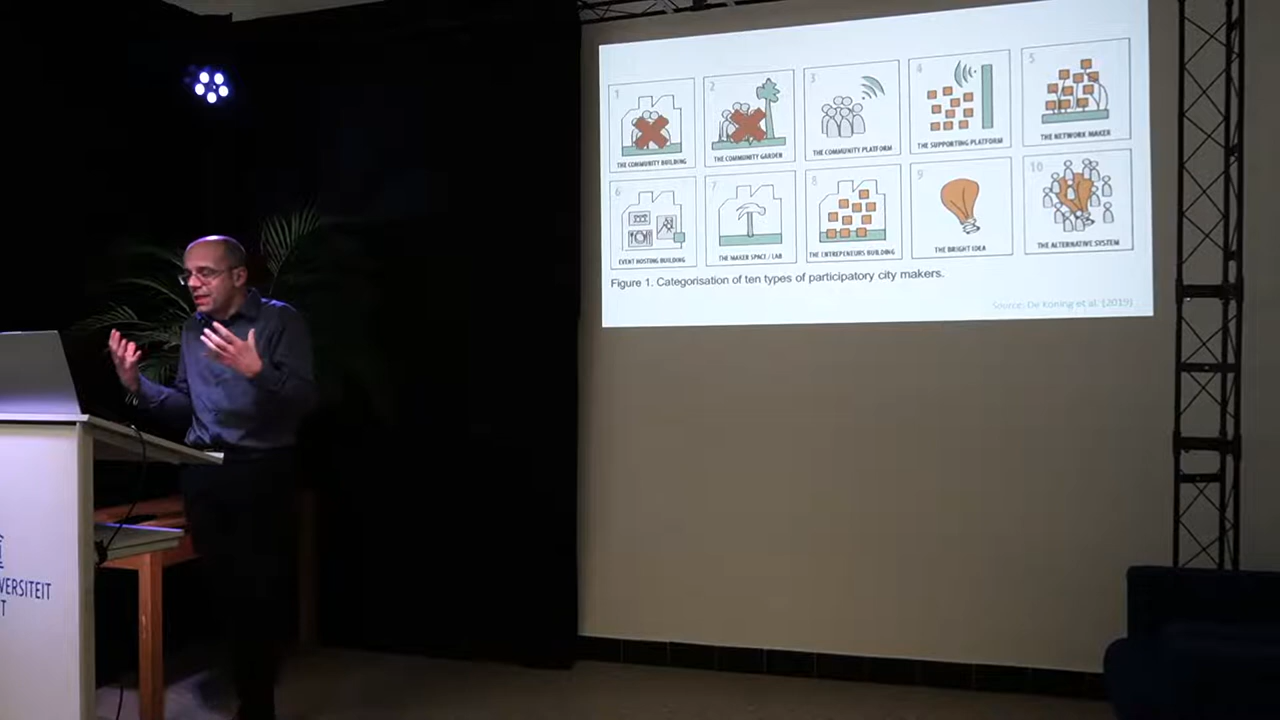 1
2
3
4
5
THE COMMUNITY BUILDING
THE COMMUNITY GARDEN
THE COMMUNITY PLATFORM
THE SUPPORTING PLATFORM
THE NETWORK MAKER
6
7
8
9
10
EVENT HOSTING BUILDING
THE MAKER SPACE / LAB
THE ENTREPENEURS BUILDING
THE BRIGHT IDEA
THE ALTERNATIVE SYSTEM
Figure 1. Categorisation of ten types of participatory city makers.
Source: De Koning et al. (2019)
VERSITEIT
T